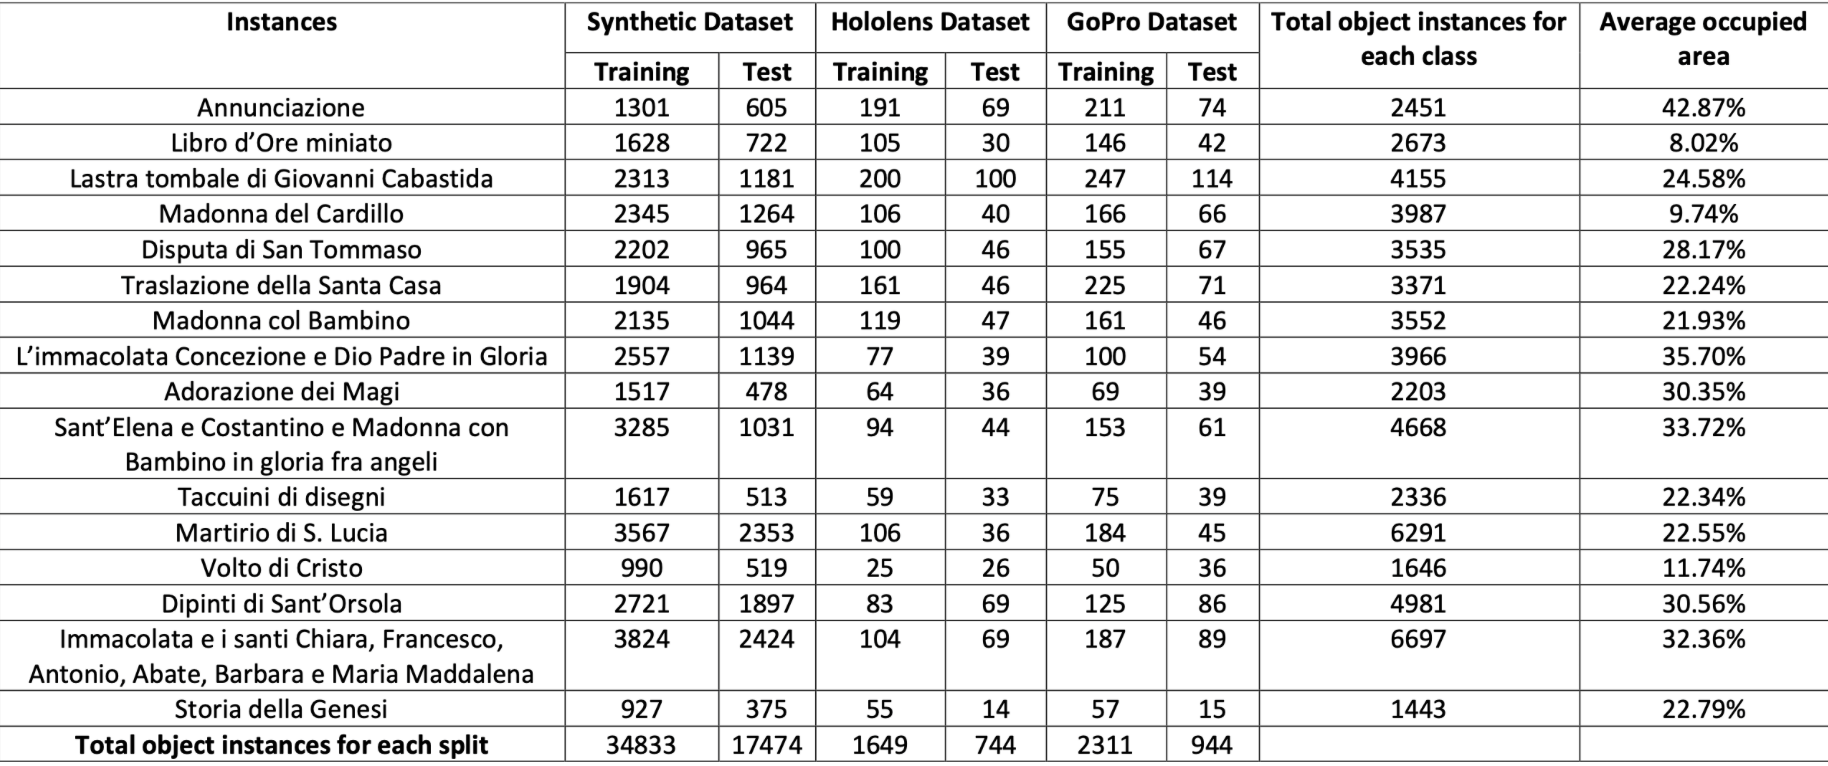 Instances Synthetic Dataset Hololens Dataset GoPro Dataset Total object instances for each class Average occupied area
Training Test Training Test Training Test
Annunciazione 1301 605 191 69 211 74 2451 42.87%
Libro d’Ore miniato 1628 722 105 30 146 42 2673 8.02%
Lastra tombale di Giovanni Cabastida 2313 1181 200 100 247 114 4155 24.58%
Madonna del Cardillo 2345 1264 106 40 166 66 3987 9.74%
Disputa di San Tommaso 2202 965 100 46 155 67 3535 28.17%
Traslazione della Santa Casa 1904 964 161 46 225 71 3371 22.24%
Madonna col Bambino 2135 1044 119 47 161 46 3552 21.93%
L’immacolata Concezione e Dio Padre in Gloria 2557 1139 77 39 100 54 3966 35.70%
Adorazione dei Magi 1517 478 64 36 69 39 2203 30.35%
Sant’Elena e Costantino e Madonna con 3285 1031 94 44 153 61 4668 33.72%
Bambino in gloria fra angeli
Taccuini di disegni 1617 513 59 33 75 39 2336 22.34%
Martirio di S. Lucia 3567 2353 106 36 184 45 6291 22.55%
Volto di Cristo 990 519 25 26 50 36 1646 11.74%
Dipinti di Sant’Orsola 2721 1897 83 69 125 86 4981 30.56%
Immacolata e i santi Chiara, Francesco, 3824 2424 104 69 187 89 6697 32.36%
Antonio, Abate, Barbara e Maria Maddalena
Storia della Genesi 927 375 55 14 57 15 1443 22.79%
Total object instances for each split 34833 17474 1649 744 2311 944